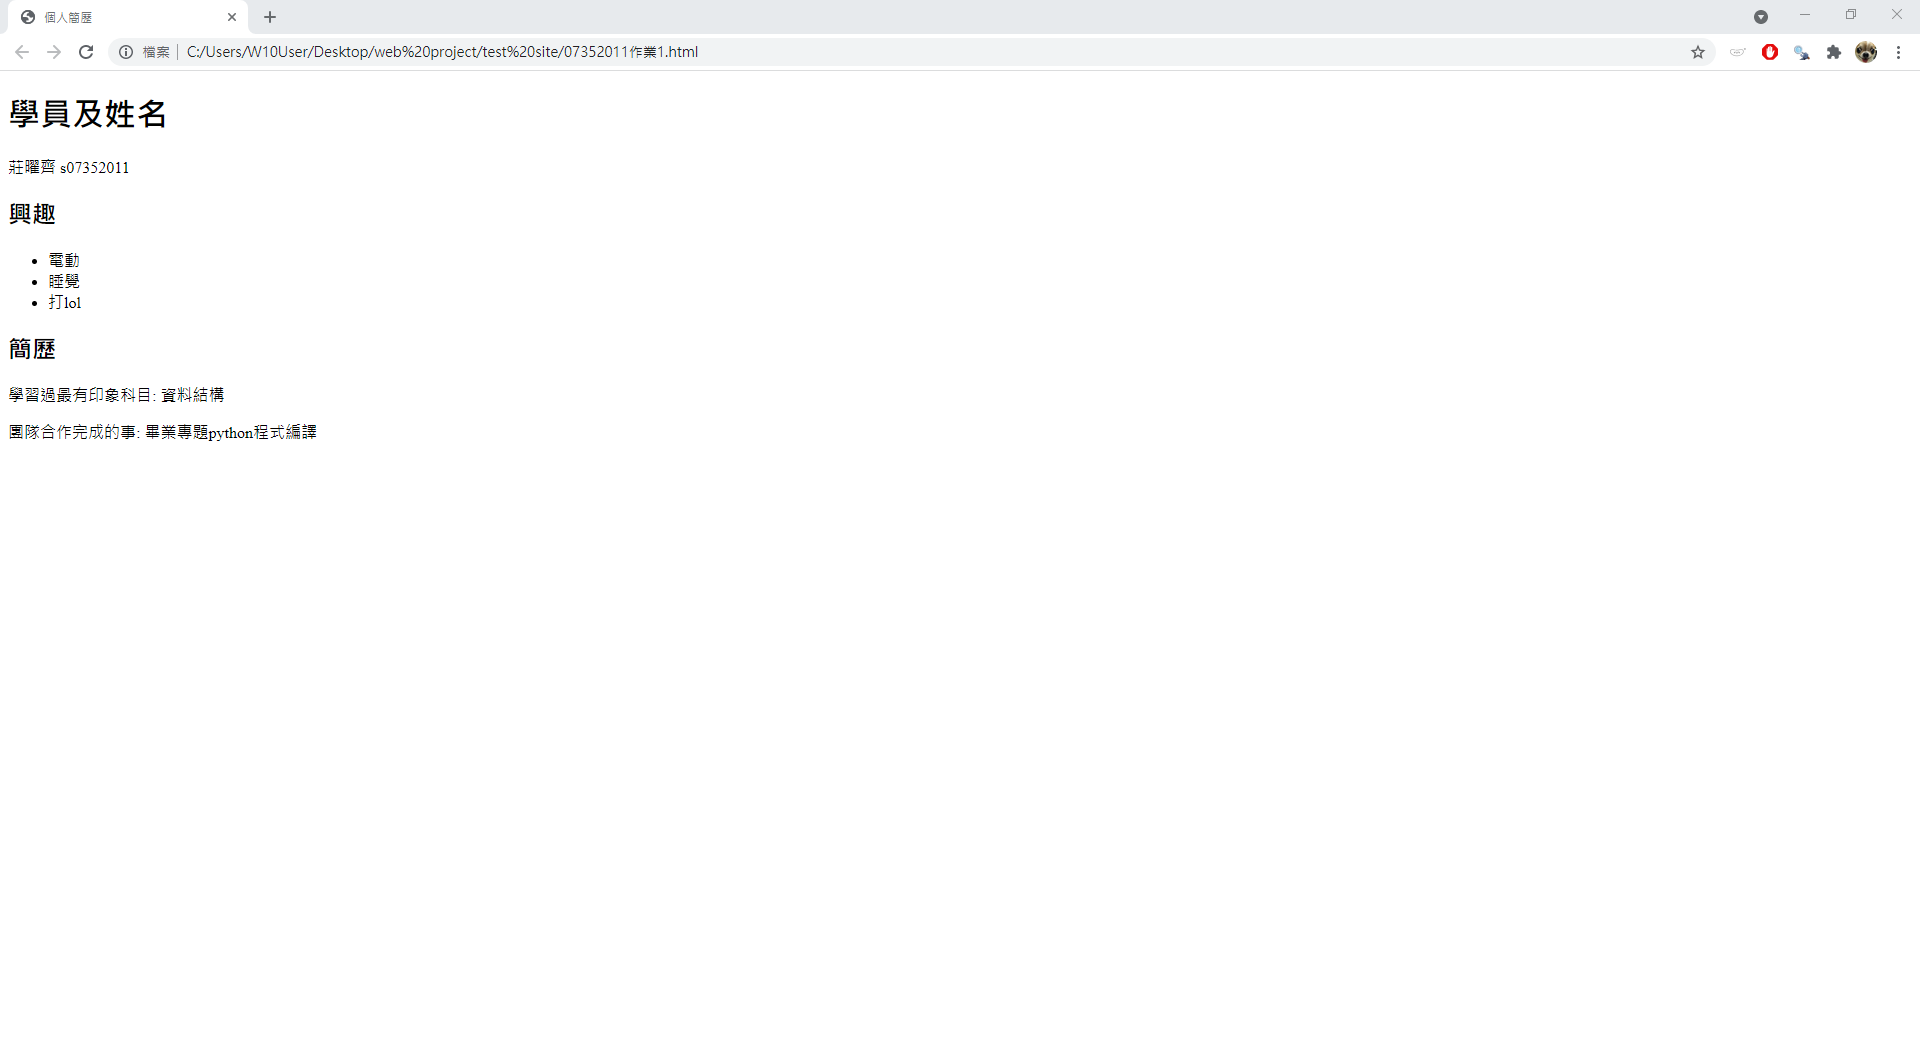 個人簡歷
檔案 C:/Users/W10User/Desktop/web%20project/test%20site/07352011作業1.html
學員及姓名
莊曜齊 s07352011
興趣
電動
睡覺
打lol
簡歷
學習過最有印象科目: 資料結構
團隊合作完成的事: 畢業專題python程式編譯